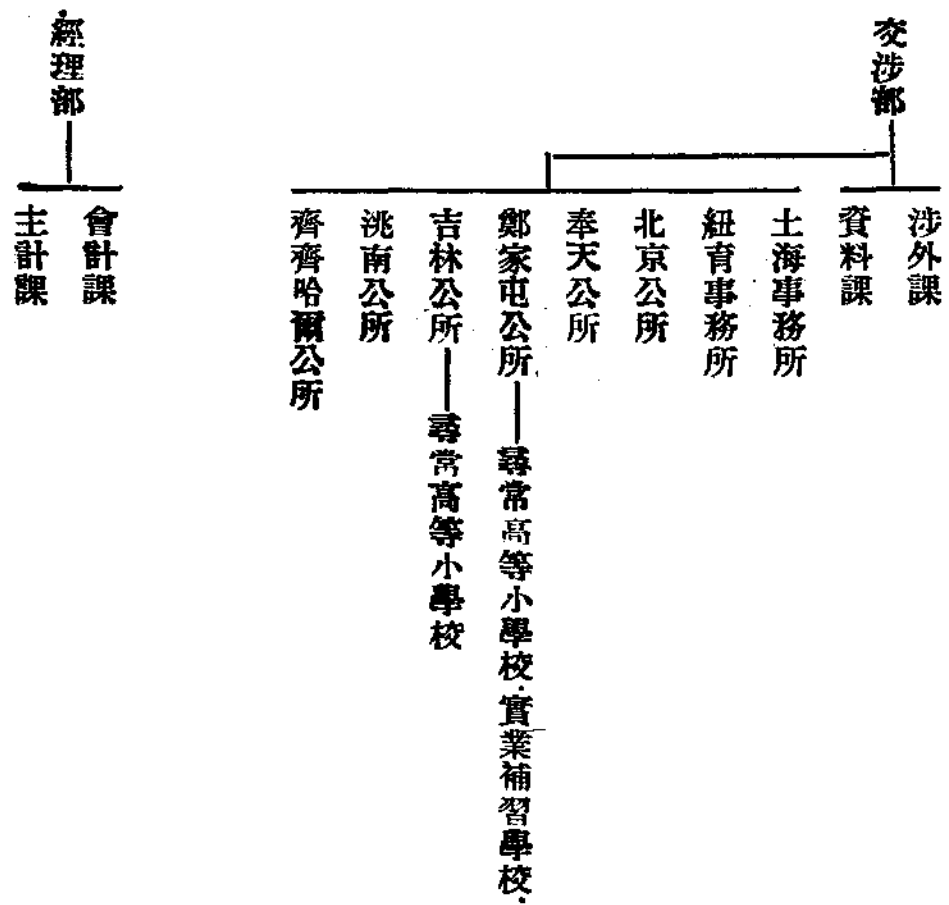 交涉部
涉外課
資料課
上海事務所
紐育事務所
北京公所
奉天公所
鄭家屯公所
尋常高等小學校.實業補習學校.
吉林公所
尋常高等小學校
洮南公所
齊齊哈爾公所
經理部
會計課
主計課